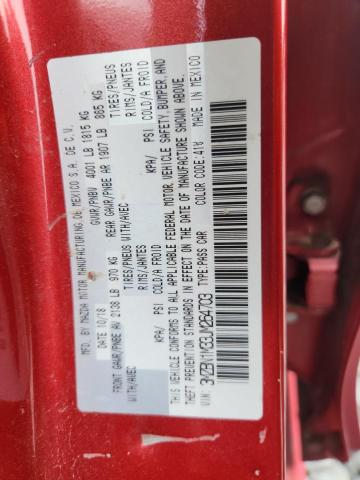 MFD. BY MAZDA MOTOR MANUFACTURING DE MEXICO S.A. DE C.V.
DATE 10/18 GVWR/PNBV 4001 LB 1815 KG
FRONT GAWR/PNBE AV 2138 LB 970 KG REAR GAWR/PNBE AR 1907 LB 865 KG
WITH/AVEC TIRES/PNEUS WITH/AVEC TIRES/PNEUS
RIMS/JANTES RIMS/JANTES
KPA/ PSI COLD/A FROID KPA/ PSI COLD/A FROID
THIS VEHICLE CONFORMS TO ALL APPLICABLE FEDERAL MOTOR VEHICLE SAFETY, BUMPER, AND
THEFT PREVENTION STANDARDS IN EFFECT ON THE DATE OF MANUFACTURE SHOWN ABOVE.
VIN: TYPE:PASS CAR COLOR CODE:41V MADE IN MEXICO